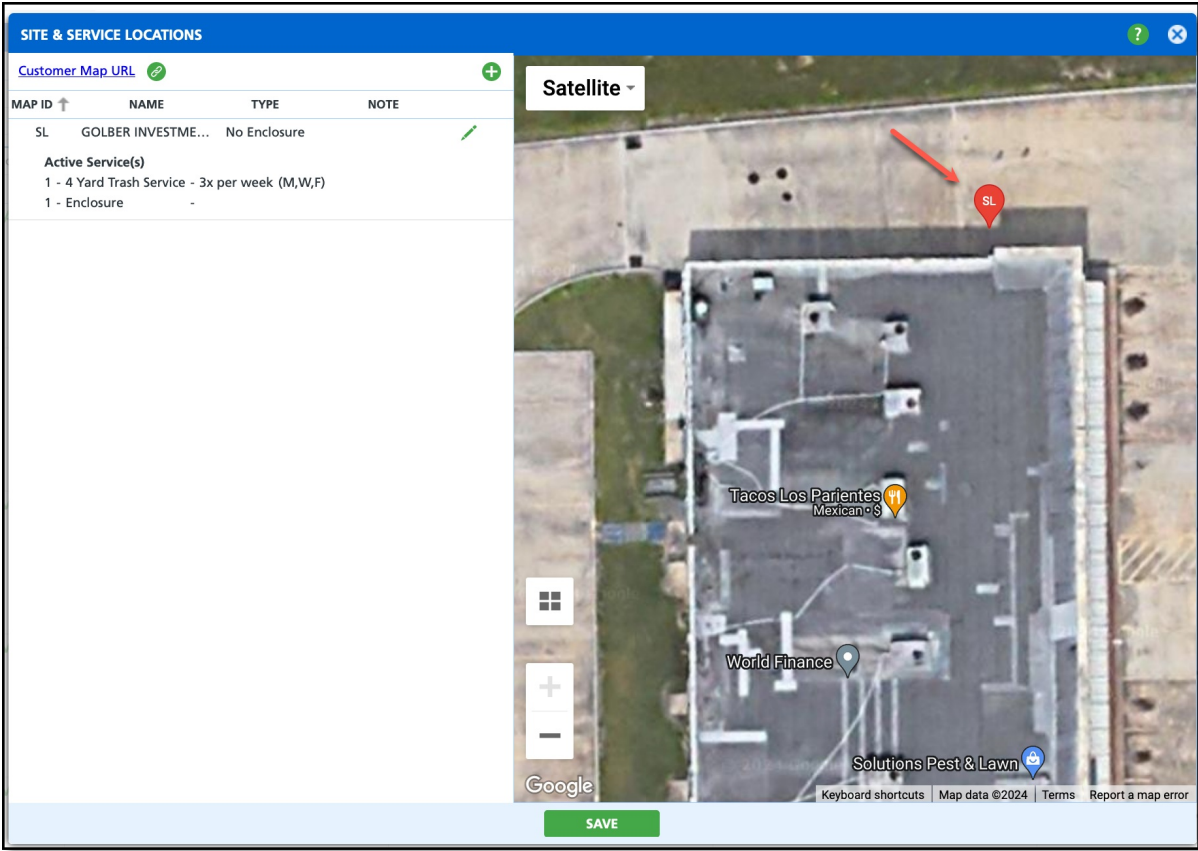 SITE & SERVICE LOCATIONS
?
Customer Map URL
MAP ID NAME TYPE NOTE
SL GOLBER INVESTME... No Enclosure
Active Service(s)
1 - 4 Yard Trash Service - 3x per week (M,W,F)
1 - Enclosure -
Satellite
SL
Tacos Los Parientes
Mexican • $
World Finance
Solutions Pest & Lawn
Google
Keyboard shortcuts Map data ©2024 Terms Report a map error
SAVE